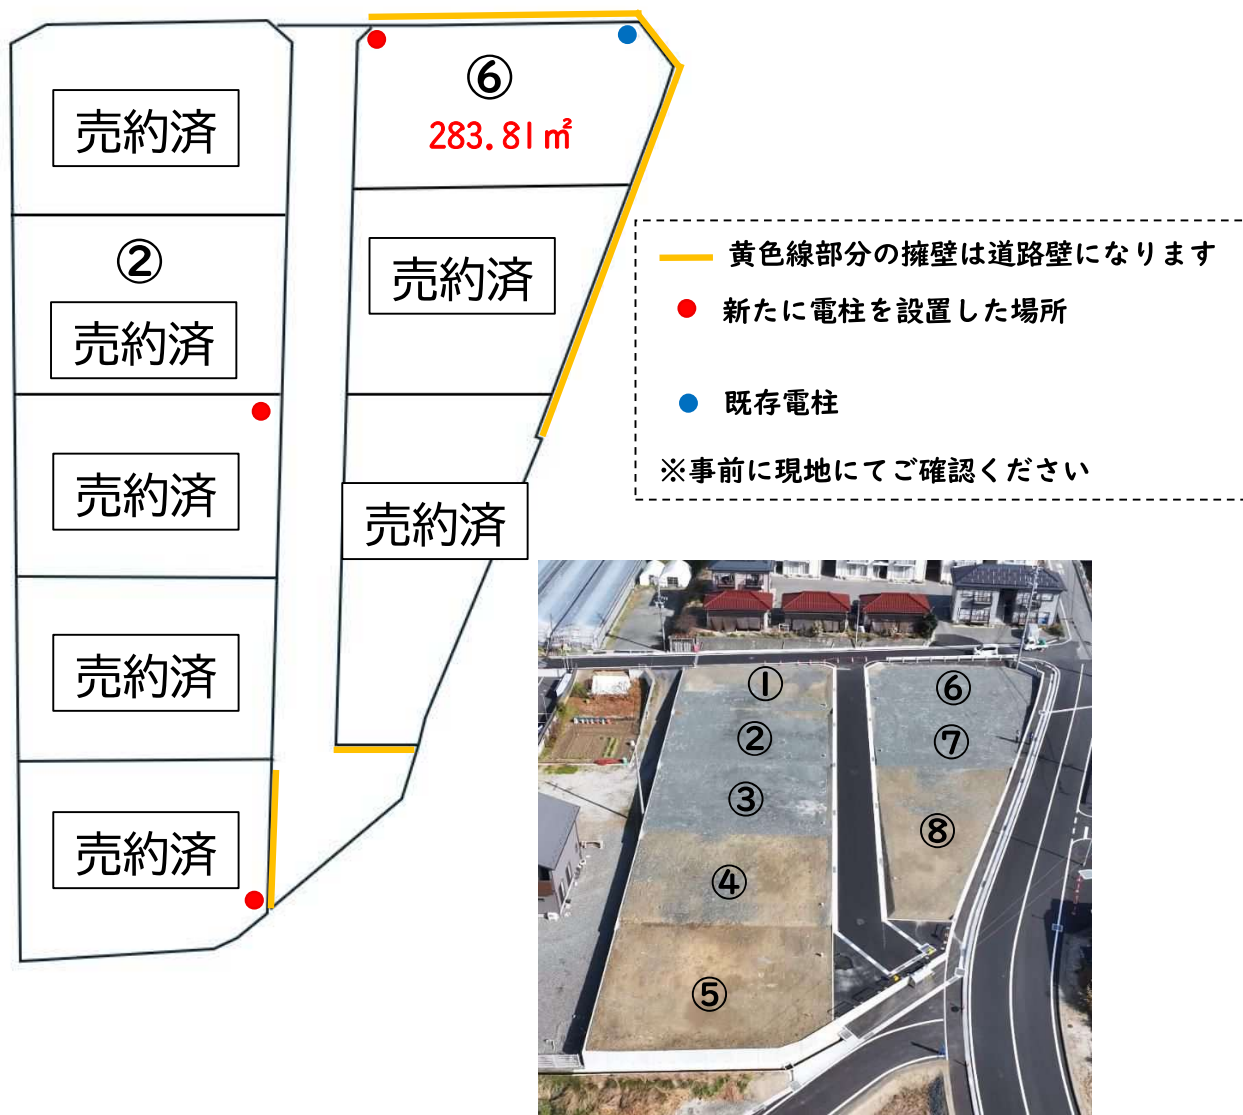 売約済
②
売約済
売約済
売約済
売約済
⑥
283.81㎡
売約済
売約済
黄色線部分の擁壁は道路壁になります
新たに電柱を設置した場所
既存電柱
※事前に現地にてご確認ください
①
②
③
④
⑤
⑥
⑦
⑧